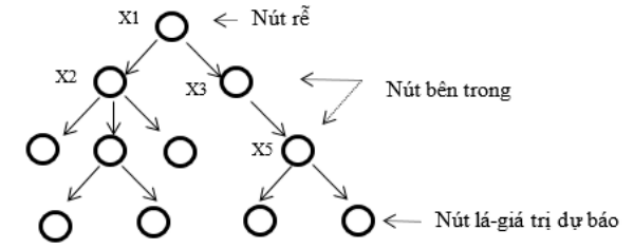 X1
Nút rễ
X2
X3
Nút bên trong
X5
Nút lá-giá trị dự báo